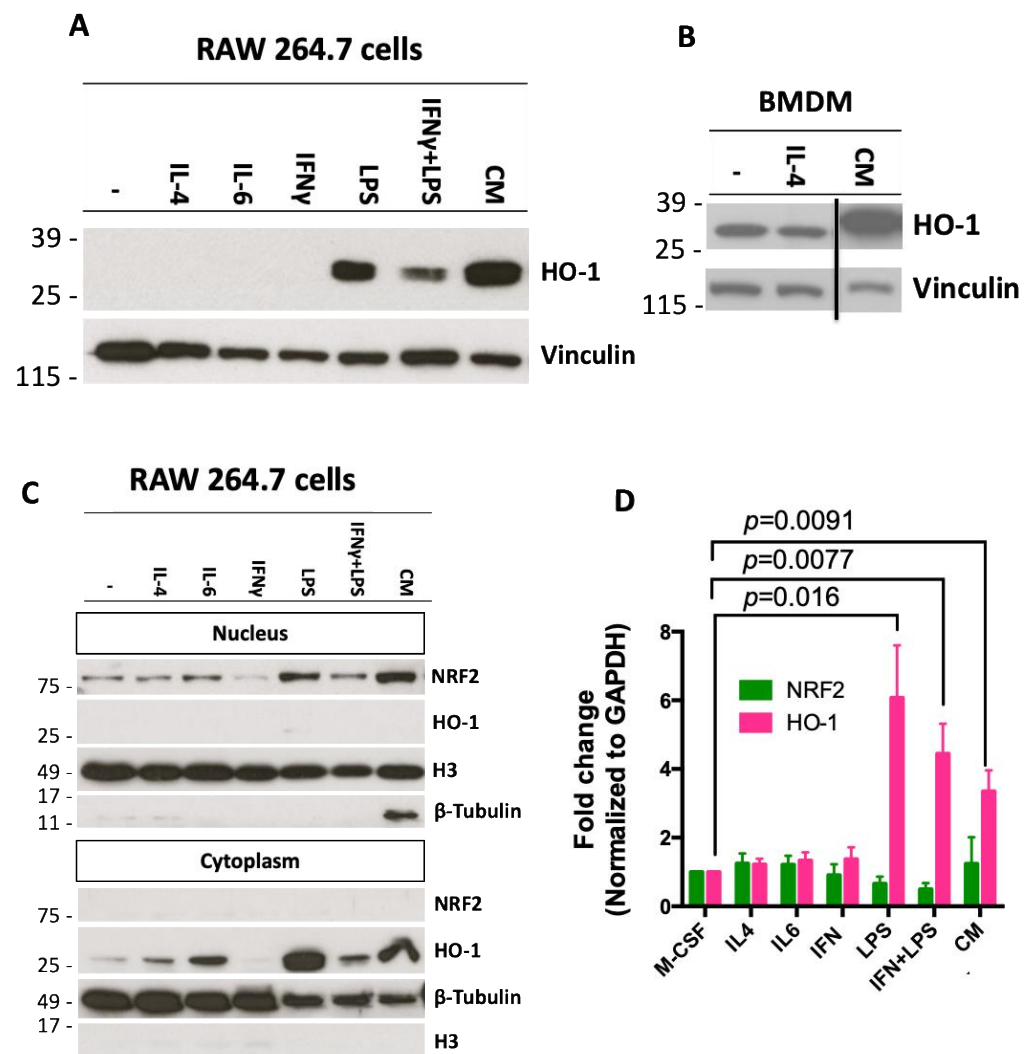 A
RAW 264.7 cells
- IL-4 IL-6 IFNγ LPS IFNγ+LPS CM
39 -
HO-1
25 -
Vinculin
115 -
B
BMDM
- IL-4 CM
39 -
HO-1
25 -
Vinculin
115 -
C
RAW 264.7 cells
- IL-4 IL-6 IFNγ LPS IFNγ+LPS CM
Nucleus
NRF2
75 -
HO-1
25 -
49 - H3
17 -
β-Tubulin
11 -
Cytoplasm
NRF2
75 -
HO-1
25 -
49 - β-Tubulin
17 -
H3
D
p=0.0091
p=0.0077
p=0.016
Fold change
(Normalized to GAPDH)
8
6
4
2
0
NRF2
HO-1
M-CSF IL4 IL6 IFN LPS IFN+LPS CM